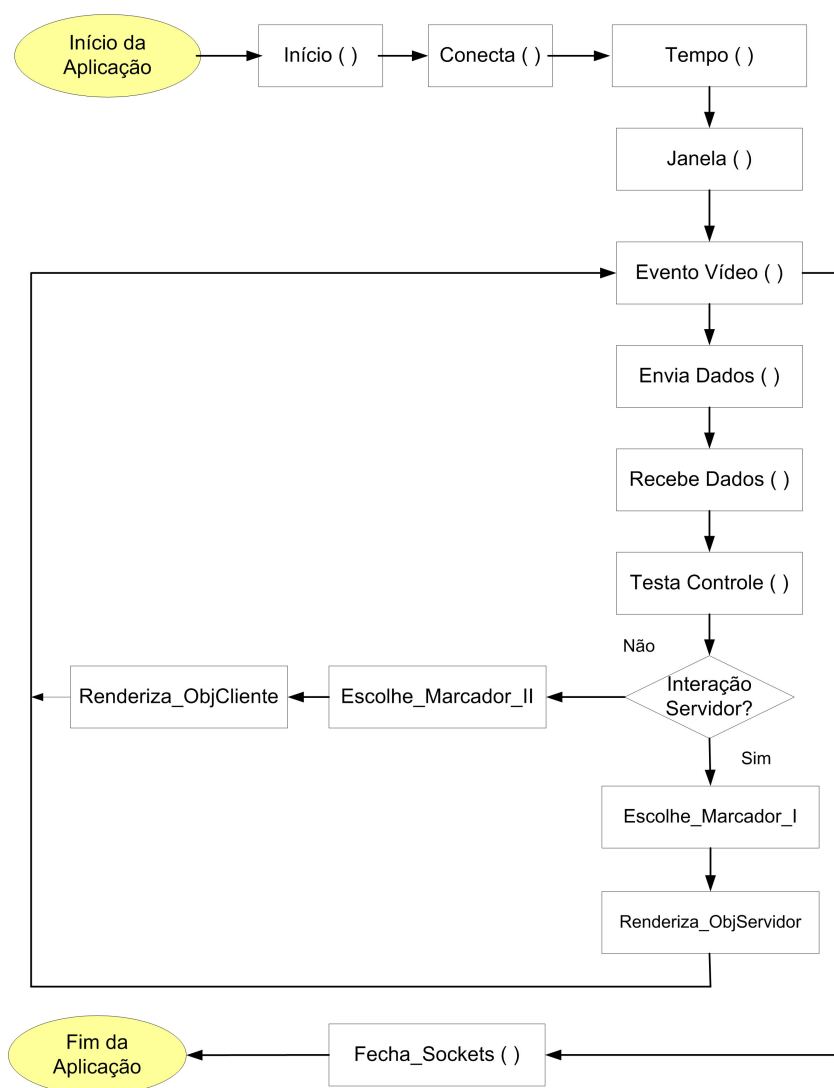 Início da
Aplicação
Início ( )
Conecta ( )
Tempo ( )
Janela ( )
Evento Vídeo ( )
Envia Dados ( )
Recebe Dados ( )
Testa Controle ( )
Não
Interação
Servidor?
Renderiza_ObjCliente
Escolhe_Marcador_II
Sim
Escolhe_Marcador_I
Renderiza_ObjServidor
Fim da
Aplicação
Fecha_Sockets ( )